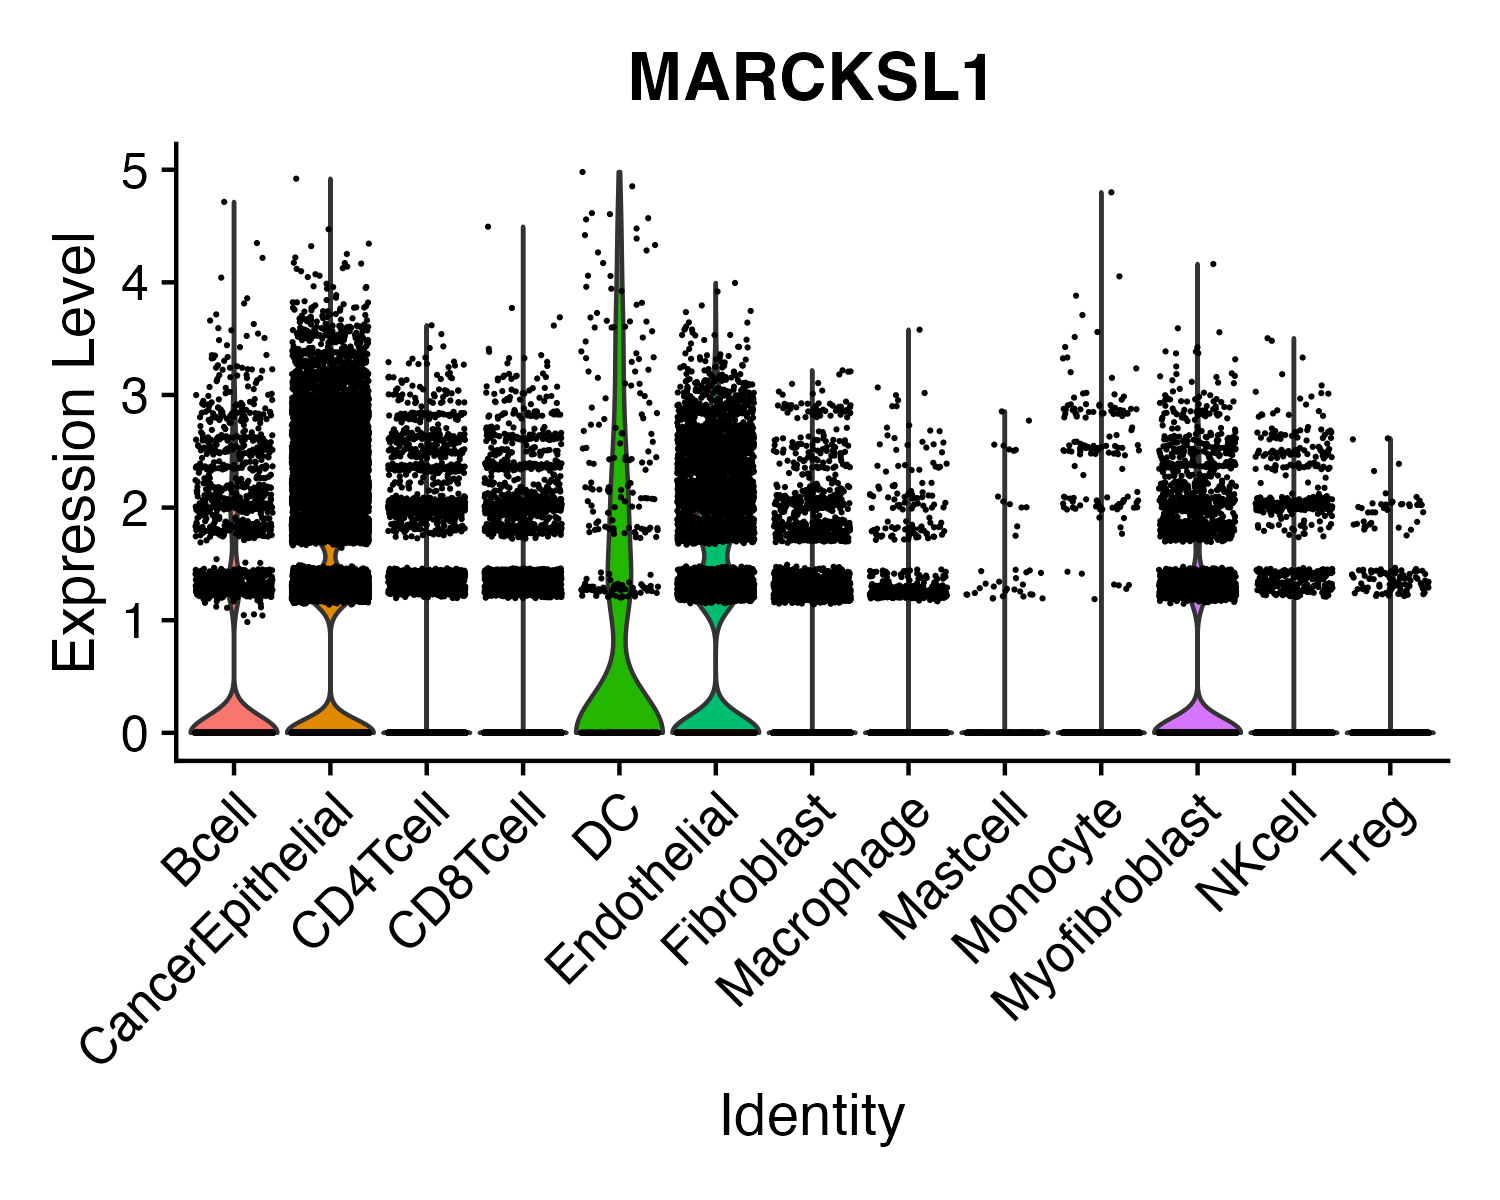 MARCKSL1
Expression Level
5
4
3
2
1
0
Bcell
CancerEpithelial
CD4Tcell
CD8Tcell
DC
Endothelial
Fibroblast
Macrophage
Mastcell
Monocyte
Myofibroblast
NKcell
Treg
Identity